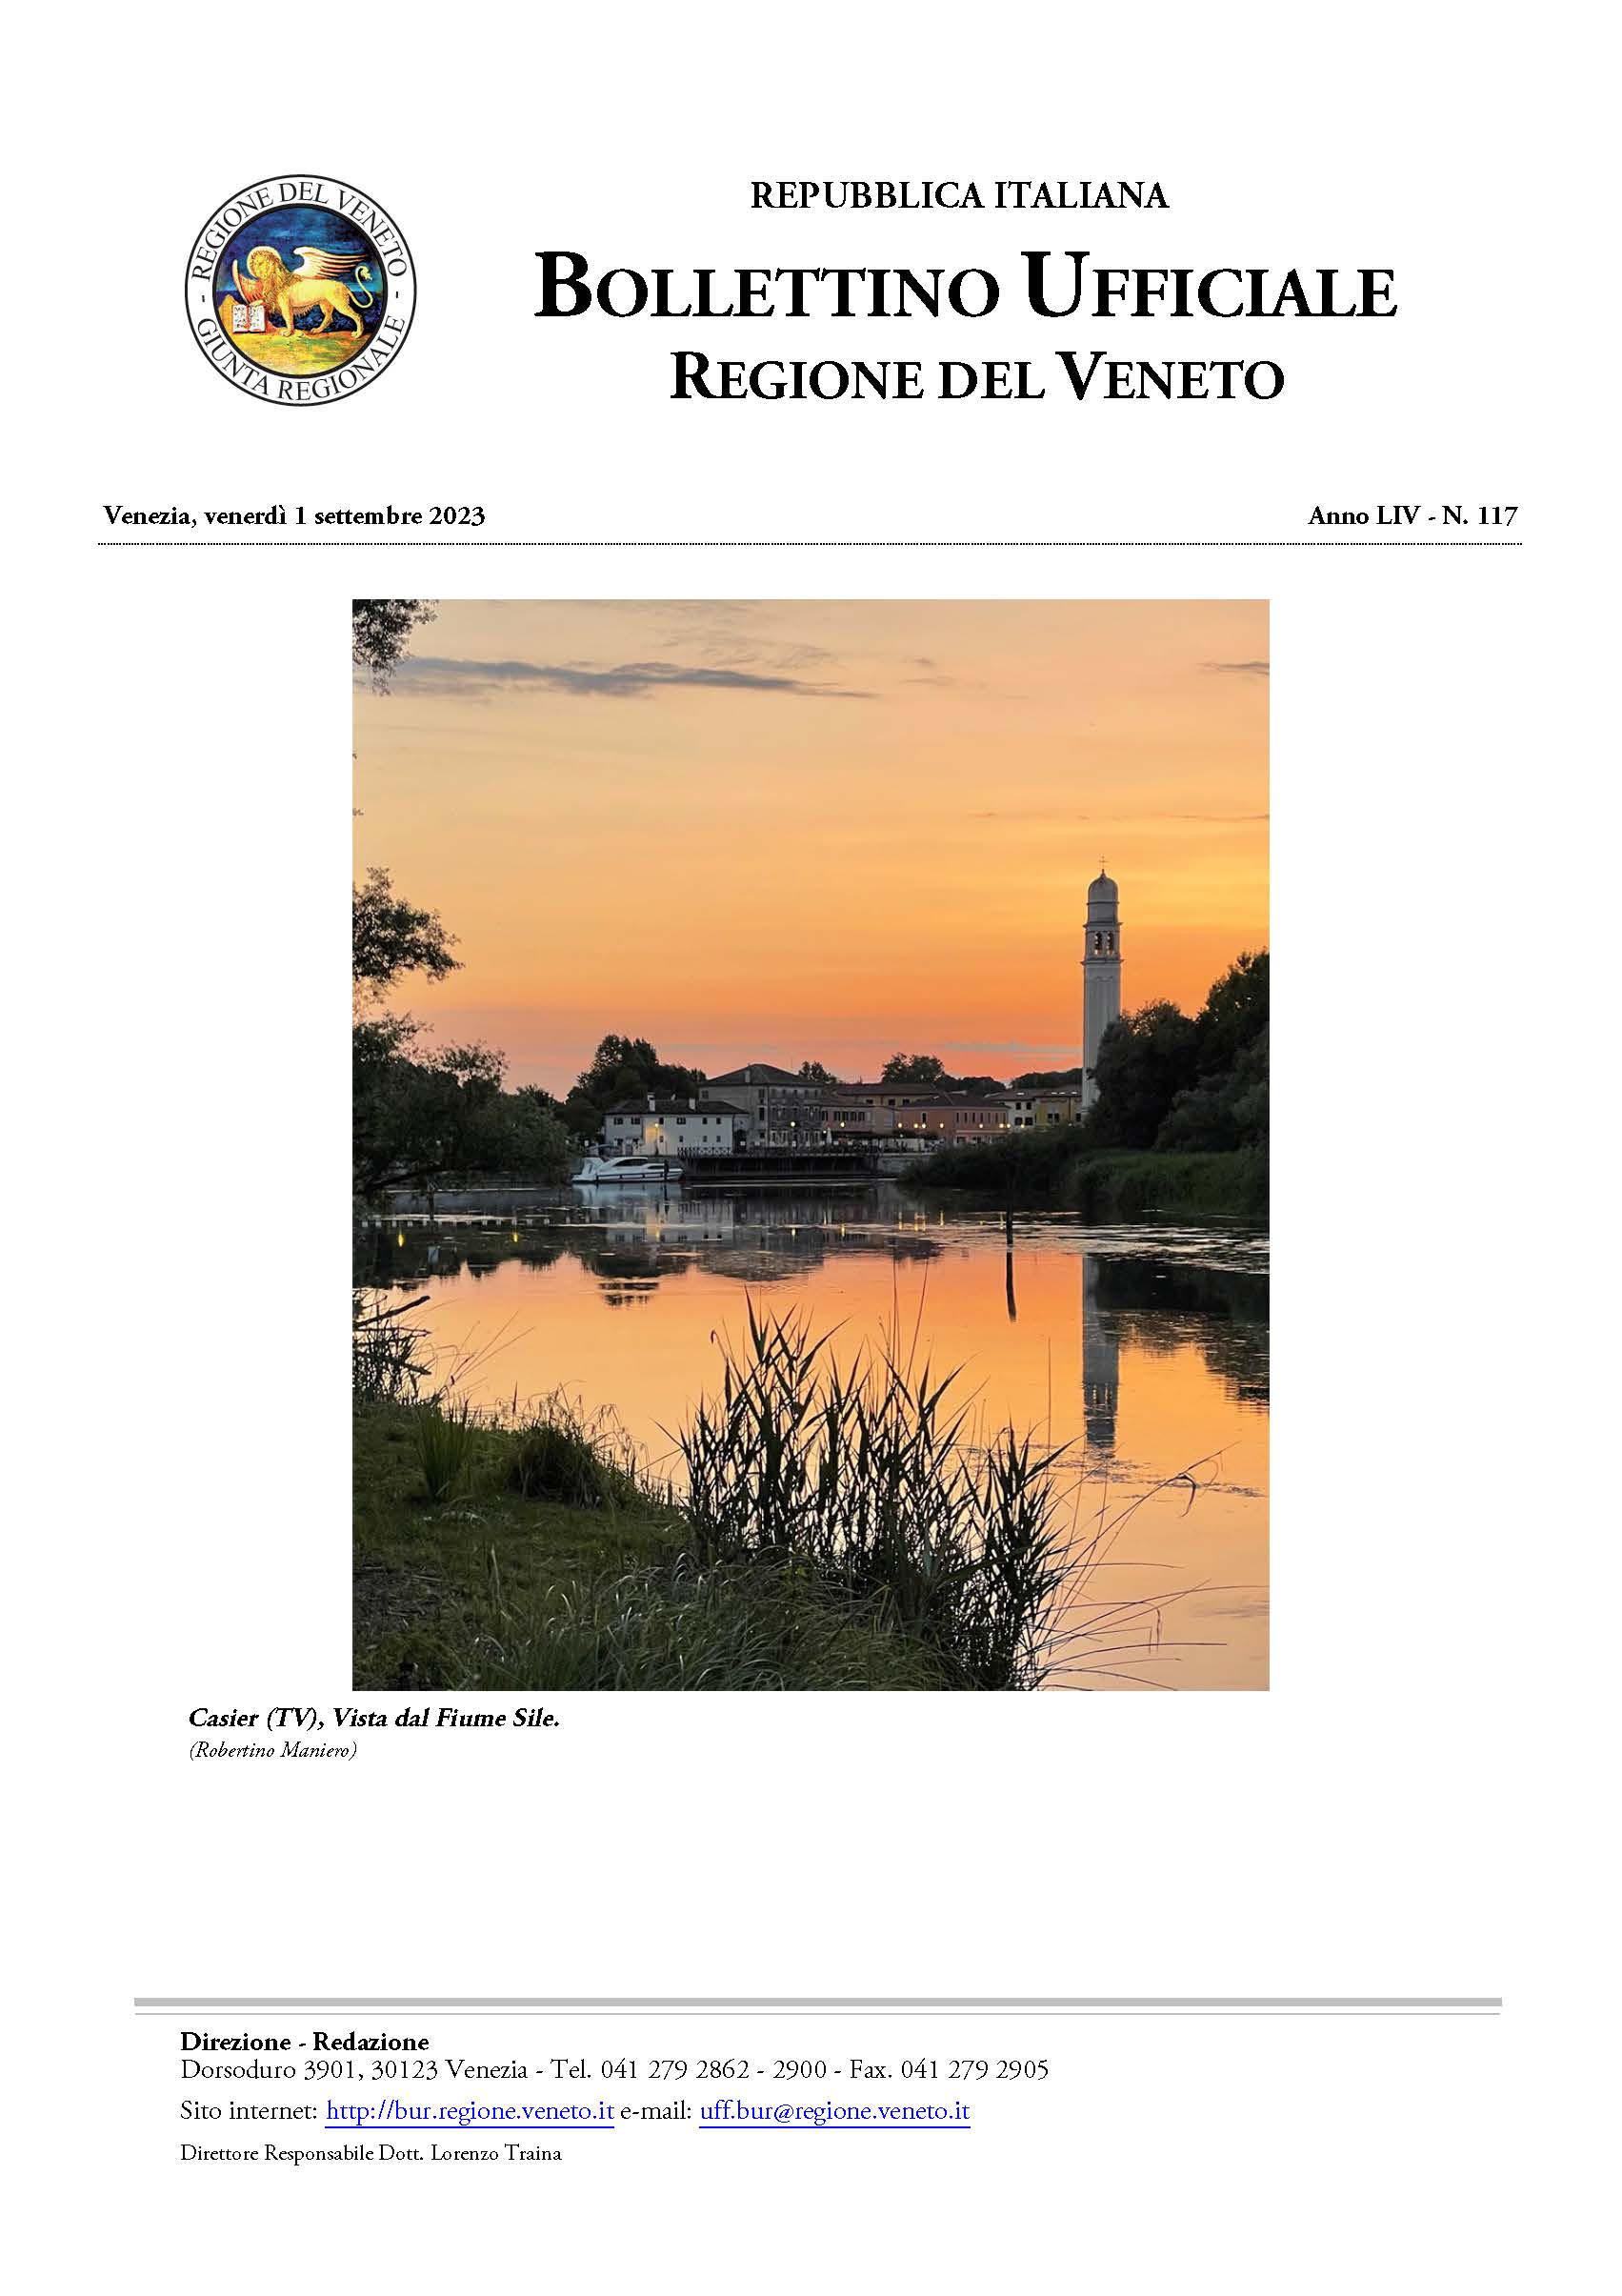 REGIONE DEL VENETO
- GIUNTA REGIONALE -
REPUBBLICA ITALIANA
BOLLETTINO UFFICIALE
REGIONE DEL VENETO
Venezia, venerdì 1 settembre 2023
Anno LIV - N. 117
Casier (TV), Vista dal Fiume Sile.
(Robertino Maniero)
Direzione - Redazione
Dorsoduro 3901, 30123 Venezia - Tel. 041 279 2862 - 2900 - Fax. 041 279 2905
Sito internet: http://bur.regione.veneto.it e-mail: uff.bur@regione.veneto.it
Direttore Responsabile Dott. Lorenzo Traina